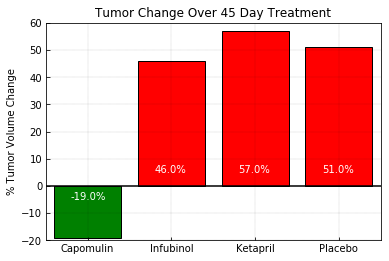 Tumor Change Over 45 Day Treatment
% Tumor Volume Change
60
50
40
30
20
10
0
−10
−20
-19.0%
46.0%
57.0%
51.0%
Capomulin
Infubinol
Ketapril
Placebo